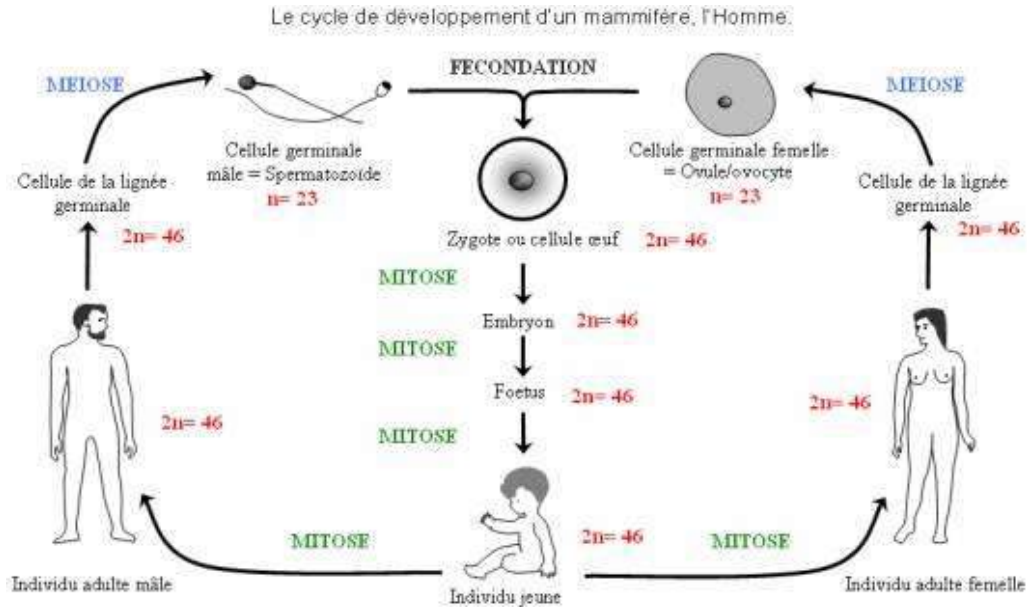 Le cycle de développement d'un mammifère, l'Homme.
MEIOSE
FECONDATION
MEIOSE
Cellule germinale
mâle = Spermatozoïde
n= 23
Cellule germinale femelle
= Ovule/ovocyte
n= 23
Cellule de la lignée
germinale
2n= 46
Cellule de la lignée
germinale
2n= 46
Zygote ou cellule œuf
2n= 46
MITOSE
Embryon
2n= 46
MITOSE
Foetus
2n= 46
MITOSE
2n= 46
2n= 46
2n= 46
MITOSE
MITOSE
Individu adulte mâle
Individu jeune
Individu adulte femelle